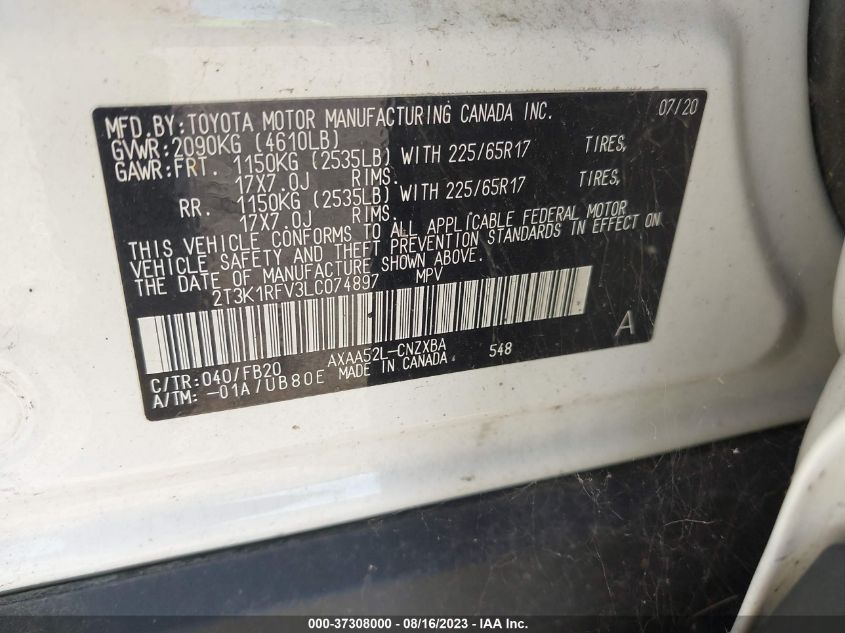 MFD.BY:TOYOTA MOTOR MANUFACTURING CANADA INC. 07/20
GVWR:2090KG (4610LB)
GAWR:FRT. 1150KG (2535LB) WITH 225/65R17 TIRES,
17X7.0J RIMS.
RR. 1150KG (2535LB) WITH 225/65R17 TIRES,
17X7.0J RIMS.
THIS VEHICLE CONFORMS TO ALL APPLICABLE FEDERAL MOTOR
VEHICLE SAFETY AND THEFT PREVENTION STANDARDS IN EFFECT ON
THE DATE OF MANUFACTURE SHOWN ABOVE.
2T3K1RFV3LC074897 MPV
A
C/TR:040/FB20 AXAA52L-CNZXBA 548
A/TM:-01A/UB80E MADE IN CANADA
000-37308000 - 08/16/2023 - IAA Inc.